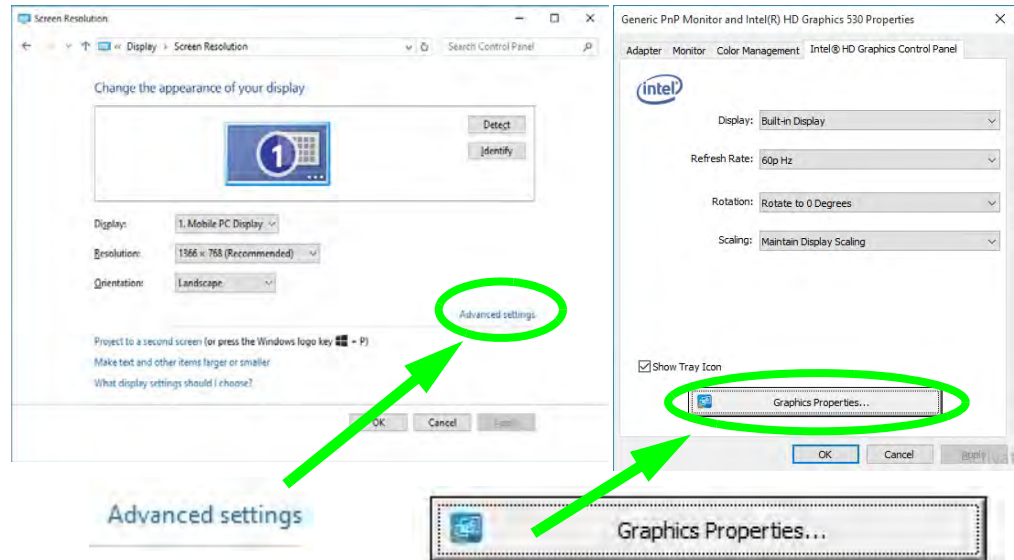 Screen Resolution
« Display › Screen Resolution
Search Control Panel
Change the appearance of your display
1
Detect
Identify
Display: 1. Mobile PC Display
Resolution: 1366 × 768 (Recommended)
Orientation: Landscape
Advanced settings
Project to a second screen (or press the Windows logo key + P)
Make text and other items larger or smaller
What display settings should I choose?
OK Cancel Apply
Generic PnP Monitor and Intel(R) HD Graphics 530 Properties
Adapter Monitor Color Management Intel® HD Graphics Control Panel
intel
Display: Built-in Display
Refresh Rate: 60p Hz
Rotation: Rotate to 0 Degrees
Scaling: Maintain Display Scaling
Show Tray Icon
Graphics Properties...
OK Cancel Apply
Advanced settings
Graphics Properties...